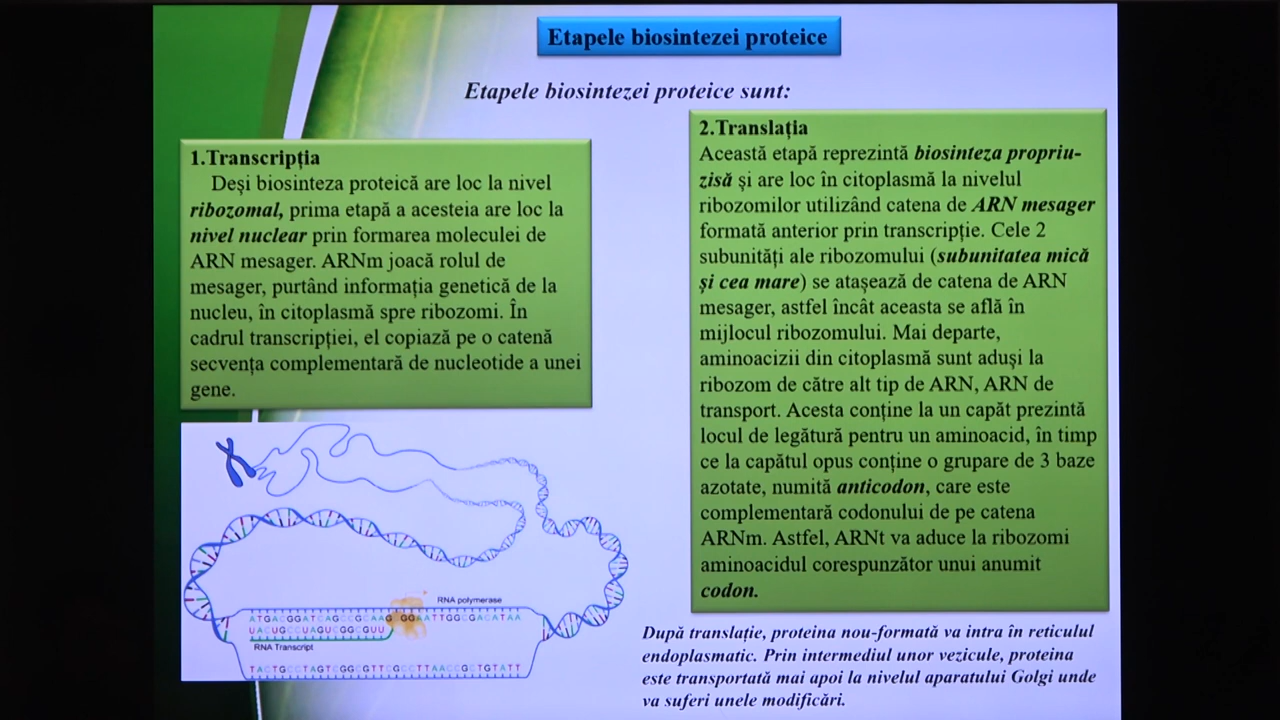 Etapele biosintezei proteice
Etapele biosintezei proteice sunt:
1.Transcripția
Deși biosinteza proteică are loc la nivel
ribozomal, prima etapă a acesteia are loc la
nivel nuclear prin formarea moleculei de
ARN mesager. ARNm joacă rolul de
mesager, purtând informația genetică de la
nucleu, în citoplasmă spre ribozomi. În
cadrul transcripției, el copiază pe o catenă
secvența complementară de nucleotide a unei
gene.
2.Translația
Această etapă reprezintă biosinteza propriu-
zisă și are loc în citoplasmă la nivelul
ribozomilor utilizând catena de ARN mesager
formată anterior prin transcripție. Cele 2
subunități ale ribozomului (subunitatea mică
și cea mare) se atașează de catena de ARN
mesager, astfel încât aceasta se află în
mijlocul ribozomului. Mai departe,
aminoacizii din citoplasmă sunt aduși la
ribozom de către alt tip de ARN, ARN de
transport. Acesta conține la un capăt prezintă
locul de legătură pentru un aminoacid, în timp
ce la capătul opus conține o grupare de 3 baze
azotate, numită anticodon, care este
complementară codonului de pe catena
ARNm. Astfel, ARNt va aduce la ribozomi
aminoacidul corespunzător unui anumit
codon.
RNA polymerase
ATGACGGATCAGCCGCAAG GGAATTGGCGACATAA
UACUGCCUAGUCGGCGUU
RNA Transcript
TACTGCCTAGTCGGCGTTCGCCTTAACCGCTGTATT
După translație, proteina nou-formată va intra în reticulul
endoplasmatic. Prin intermediul unor vezicule, proteina
este transportată mai apoi la nivelul aparatului Golgi unde
va suferi unele modificări.